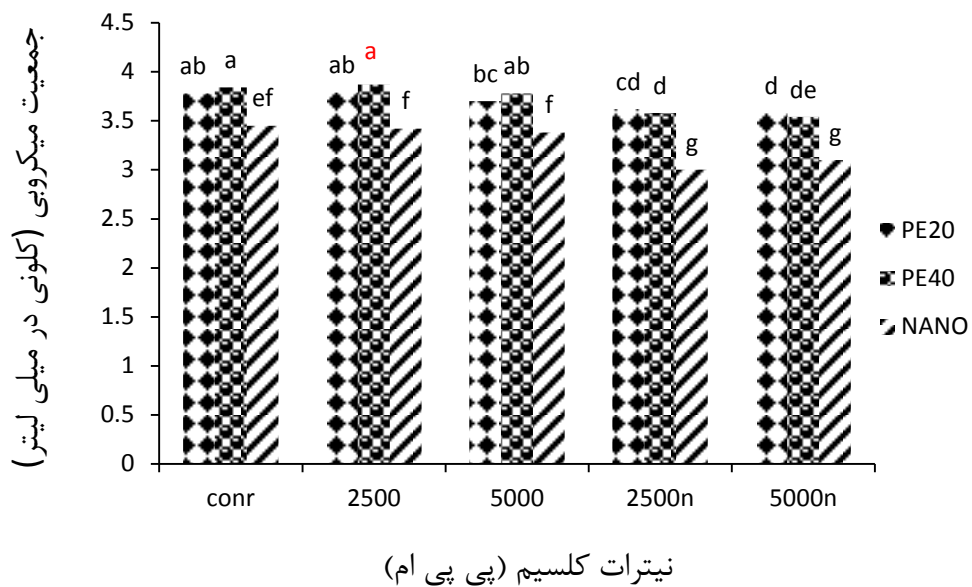 جمعیت میکروبی (کلونی در میلی لیتر)
4.5
4
3.5
3
2.5
2
1.5
1
0.5
0
ab a ef
ab a f
bc ab f
cd d g
d de g
conr 2500 5000 2500n 5000n
نیترات کلسیم (پی پی ام)
PE20
PE40
NANO